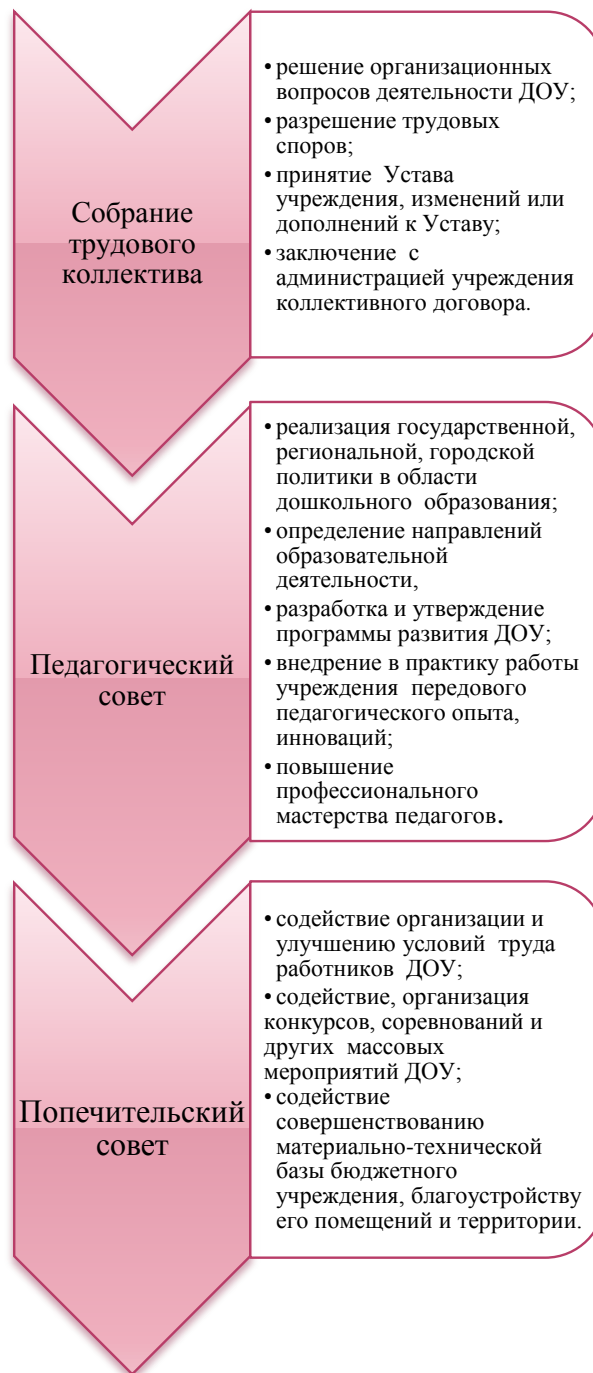 Собрание
трудового
коллектива
• решение организационных
вопросов деятельности ДОУ;
• разрешение трудовых
споров;
• принятие Устава
учреждения, изменений или
дополнений к Уставу;
• заключение с
администрацией учреждения
коллективного договора.
Педагогический
совет
• реализация государственной,
региональной, городской
политики в области
дошкольного образования;
• определение направлений
образовательной
деятельности,
• разработка и утверждение
программы развития ДОУ;
• внедрение в практику работы
учреждения передового
педагогического опыта,
инноваций;
• повышение
профессионального
мастерства педагогов.
Попечительский
совет
• содействие организации и
улучшению условий труда
работников ДОУ;
• содействие, организация
конкурсов, соревнований и
других массовых
мероприятий ДОУ;
• содействие
совершенствованию
материально-технической
базы бюджетного
учреждения, благоустройству
его помещений и территории.